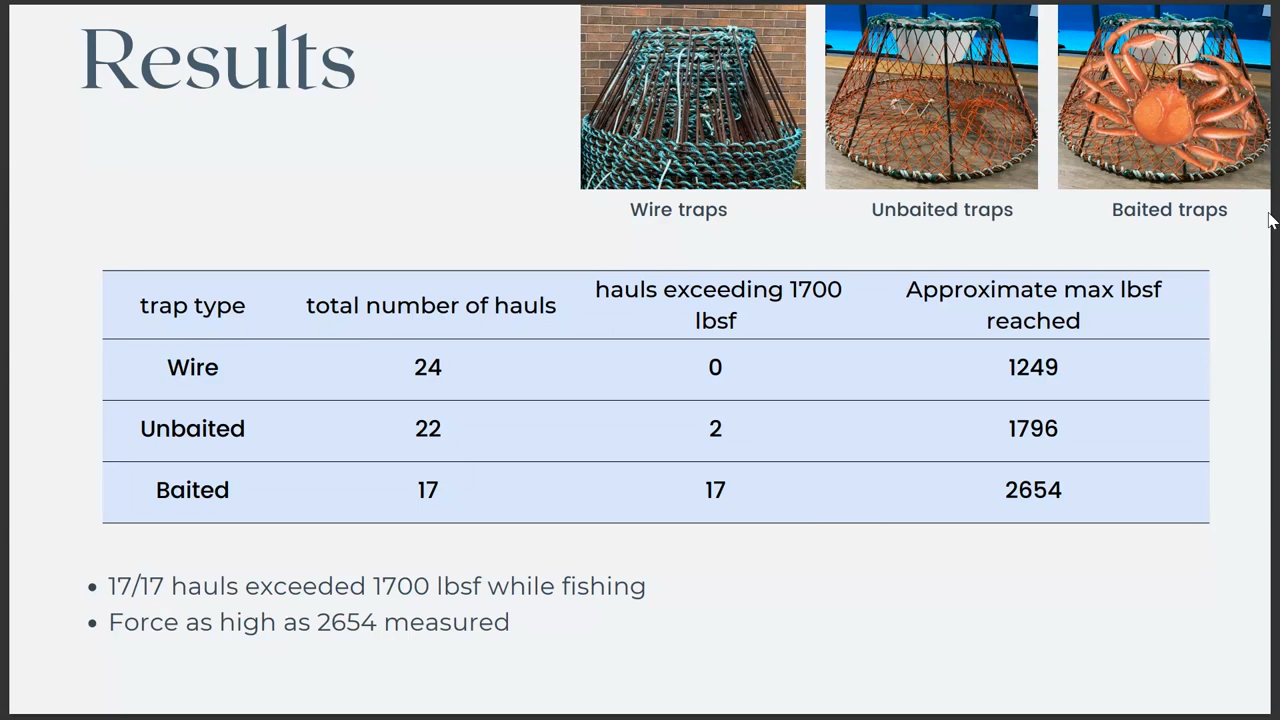 Results
Wire traps
Unbaited traps
Baited traps
trap type
total number of hauls
hauls exceeding 1700
lbsf
Approximate max lbsf
reached
Wire
24
0
1249
Unbaited
22
2
1796
Baited
17
17
2654
• 17/17 hauls exceeded 1700 lbsf while fishing
• Force as high as 2654 measured